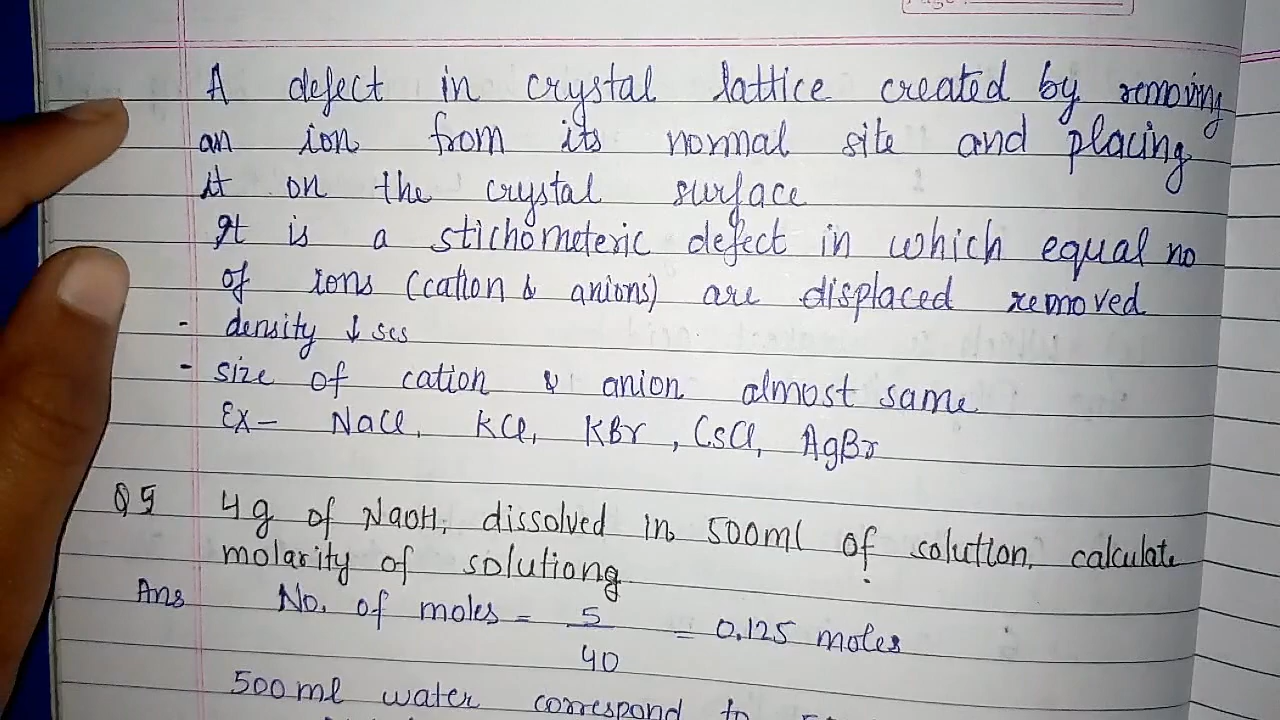 A defect in crystal lattice created by removing
an ion from its normal site and placing
it on the crystal surface
It is a stichometeric defect in which equal no
of ions (cation & anions) are displaced removed
- density ↓ ses
- size of cation & anion almost same
Ex- NaCl, KCl, KBr, CsCl, AgBr
Q5 4g of NaOH, dissolved in 500ml of solution, calculate
molarity of solution
Ans No. of moles = 5/40 = 0.125 moles
500ml water correspond to